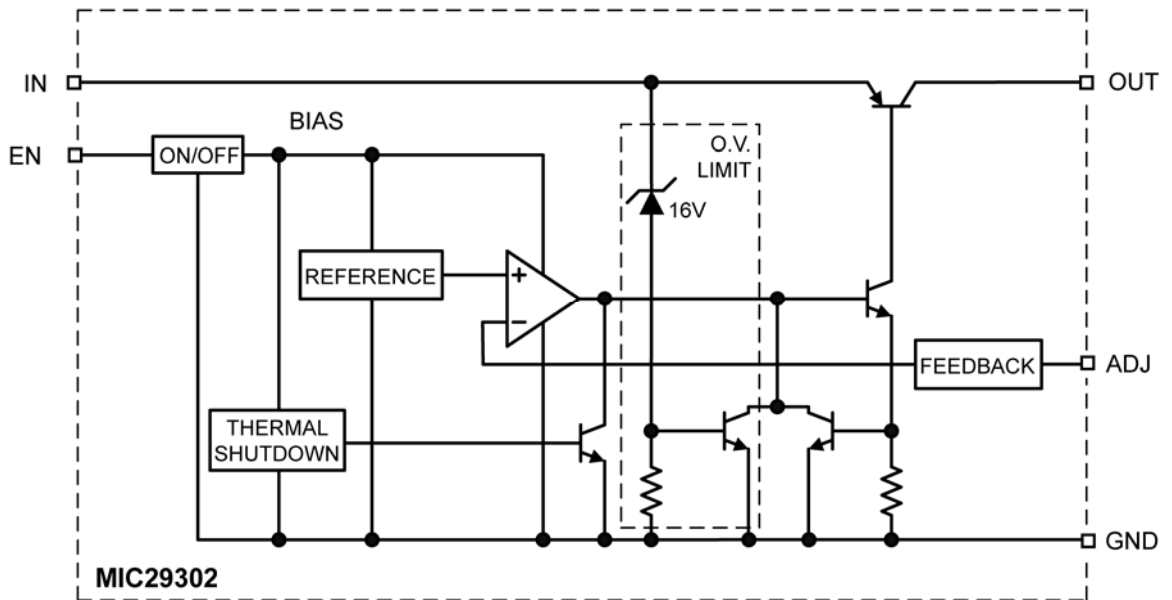 IN
OUT
BIAS
EN
ON/OFF
O.V.
LIMIT
16V
REFERENCE
+
−
FEEDBACK
ADJ
THERMAL
SHUTDOWN
GND
MIC29302